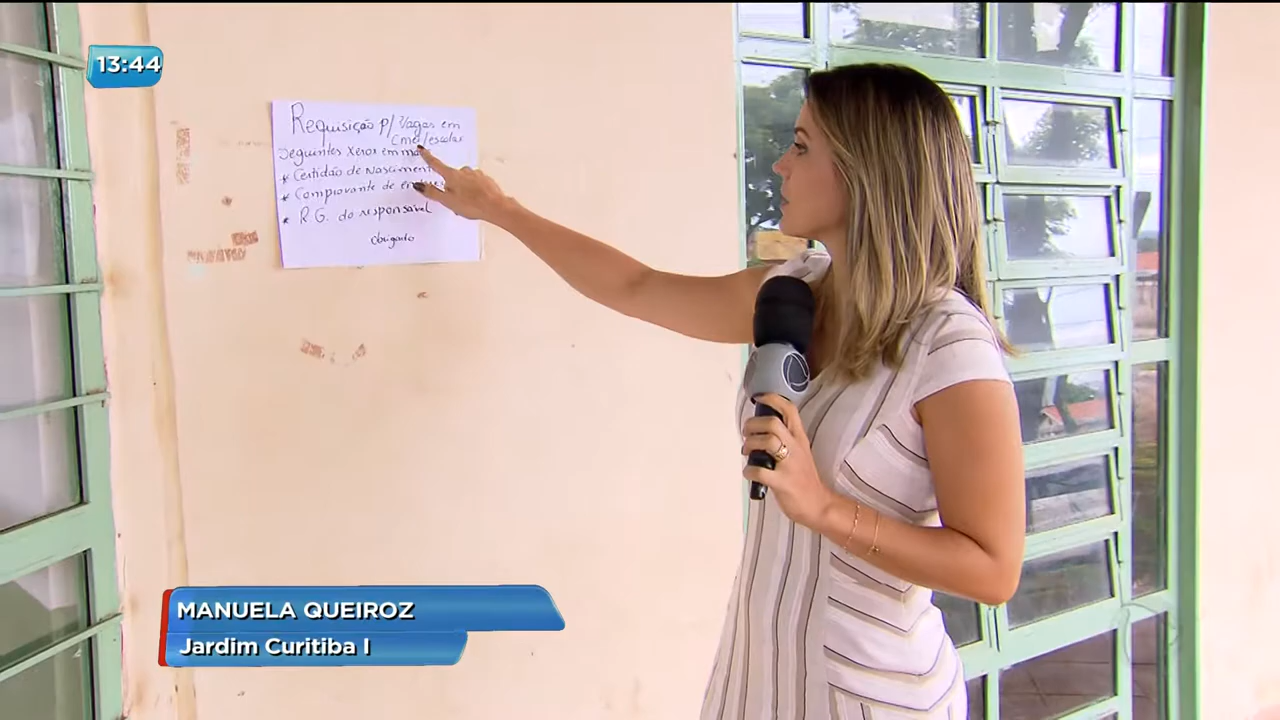 13:44
Requisição p/ Vagas em
Cmei/escolas
Seguintes Xerox em
* Certidão de Nasciment
* Comprovante de
* R.G. do responsável
obrigado
MANUELA QUEIROZ
Jardim Curitiba I